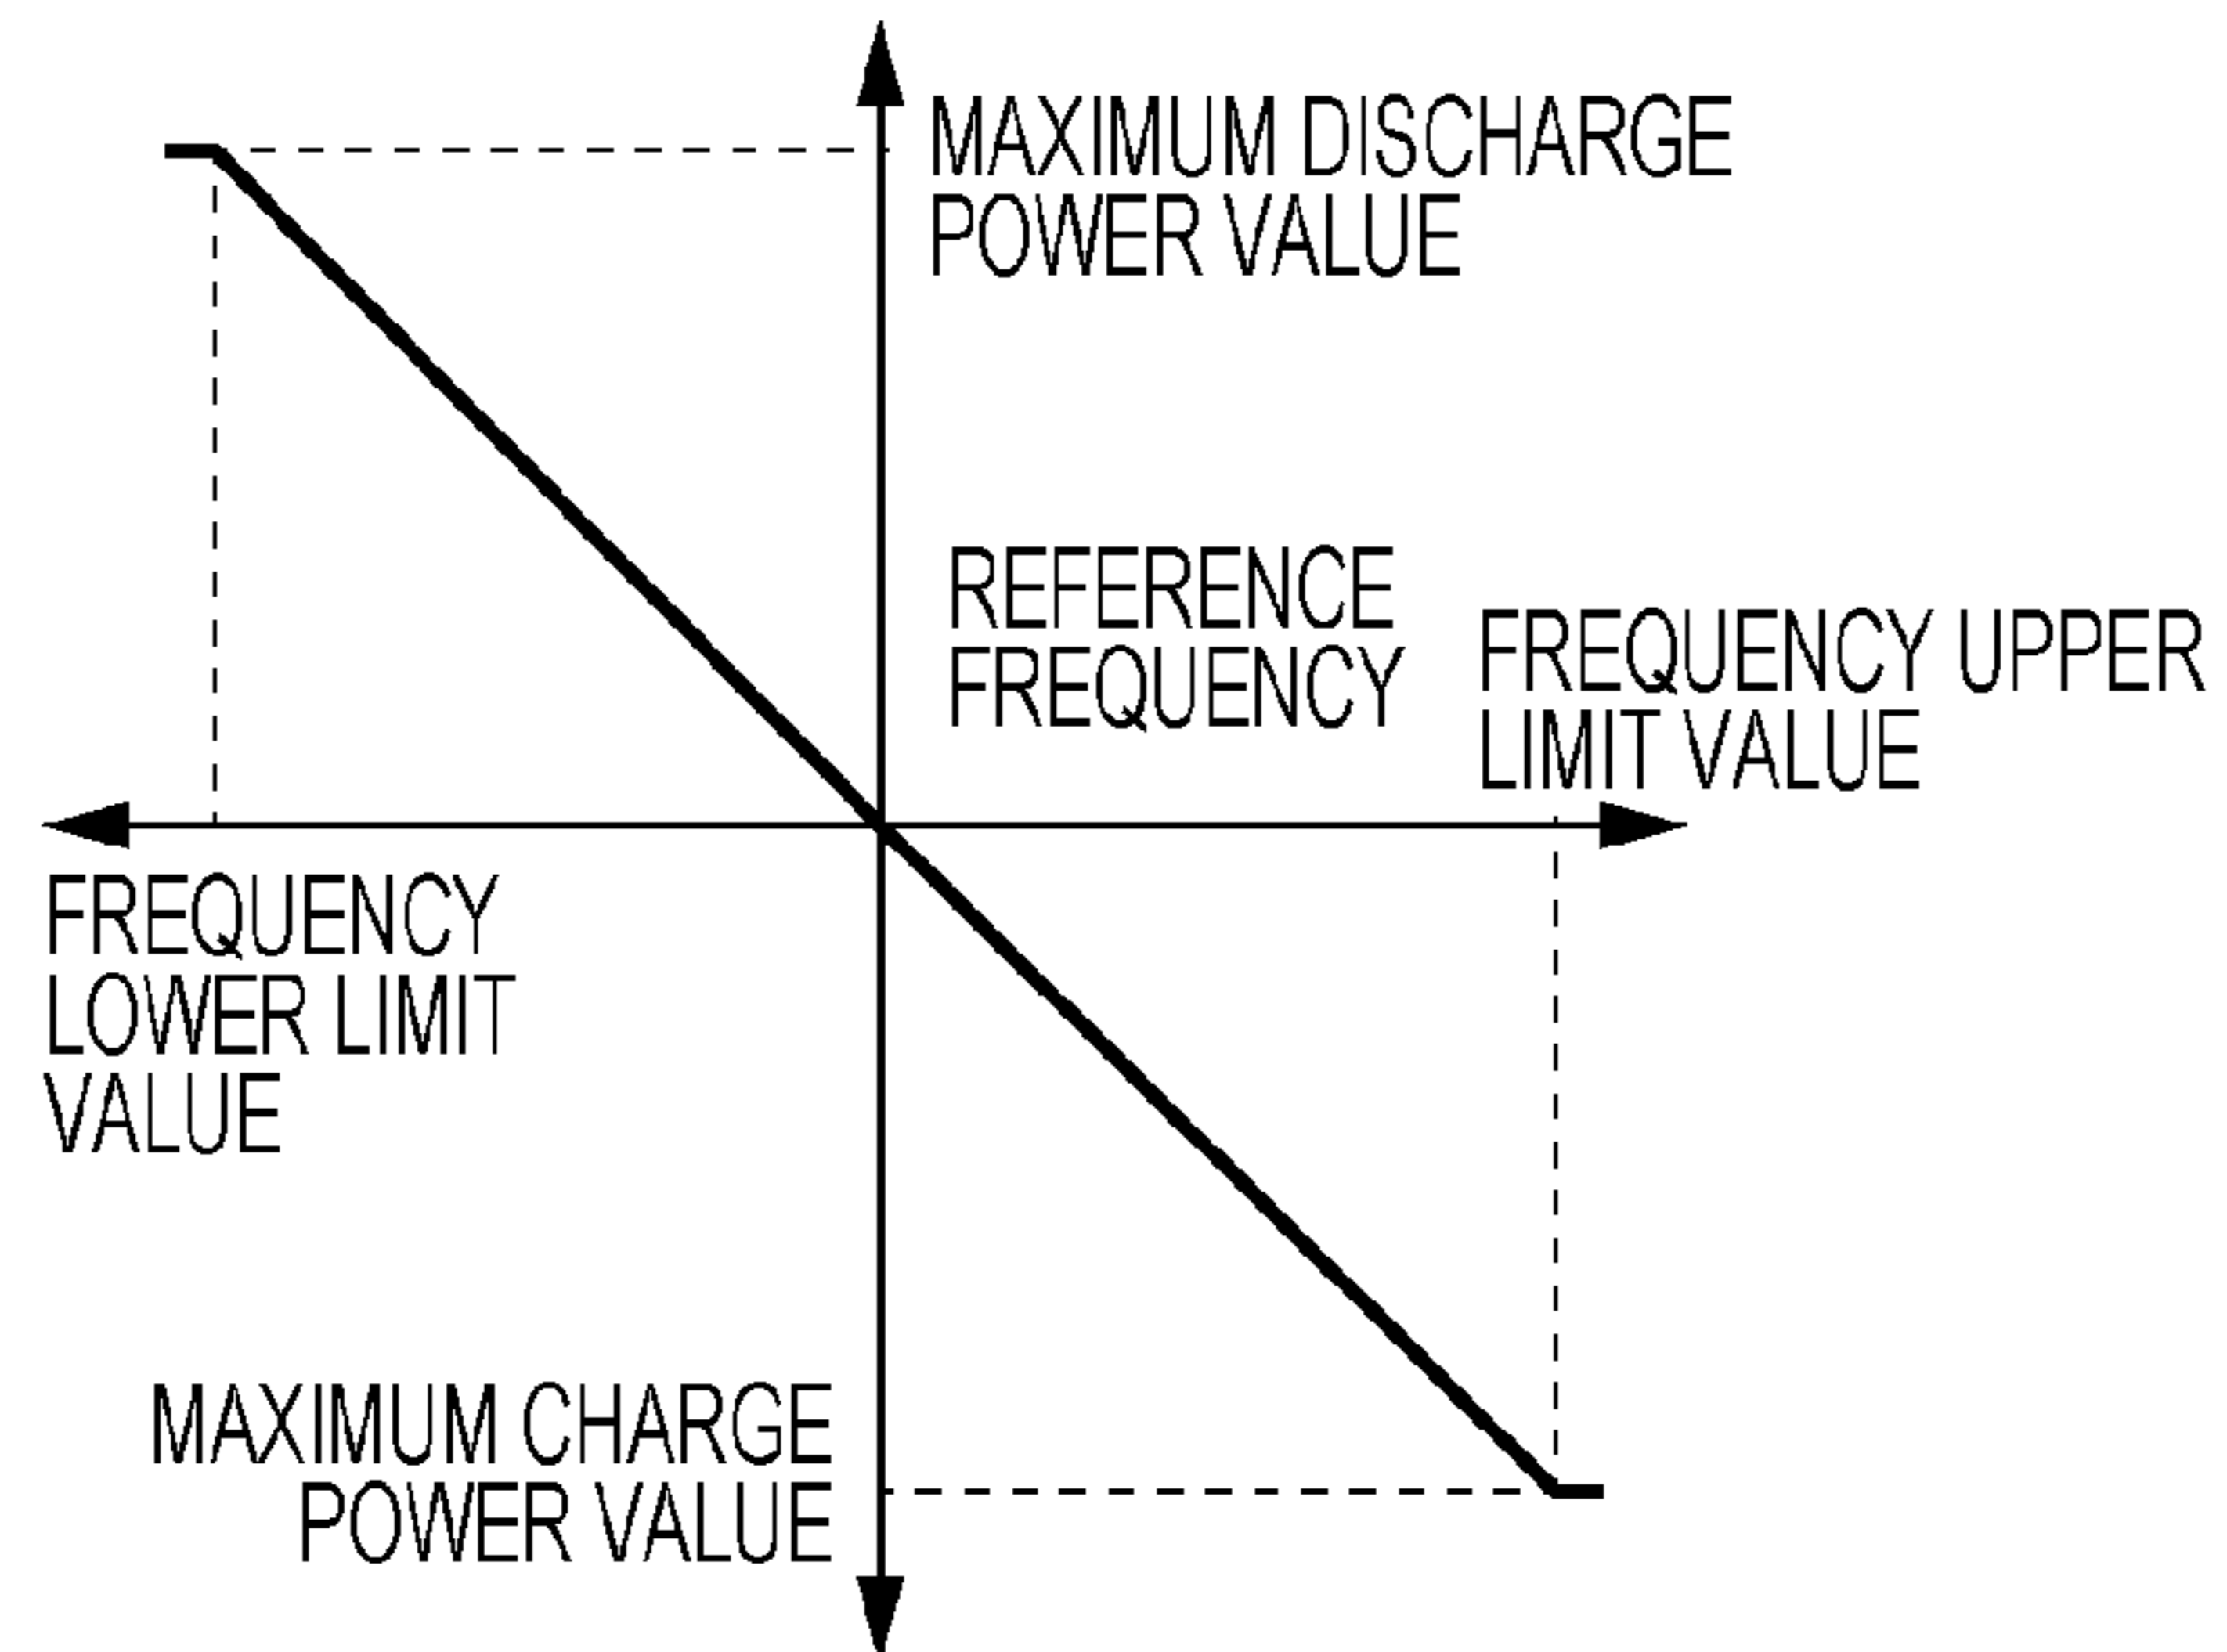 MAXIMUM DISCHARGE
POWER VALUE
REFERENCE
FREQUENCY
FREQUENCY UPPER
LIMIT VALUE
FREQUENCY
LOWER LIMIT
VALUE
MAXIMUM CHARGE
POWER VALUE